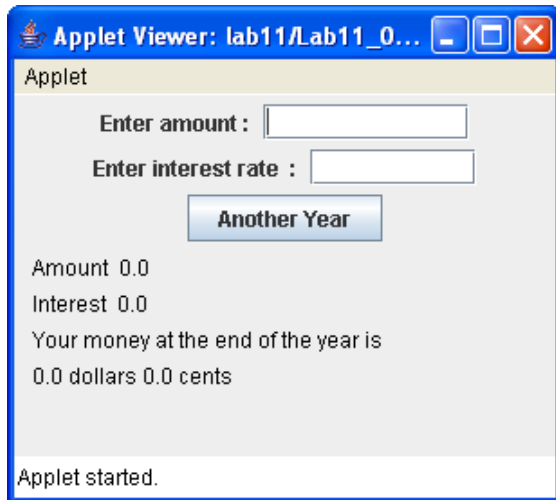 Applet Viewer: lab11/Lab11_0...
Applet
Enter amount :
Enter interest rate :
Another Year
Amount 0.0
Interest 0.0
Your money at the end of the year is
0.0 dollars 0.0 cents
Applet started.